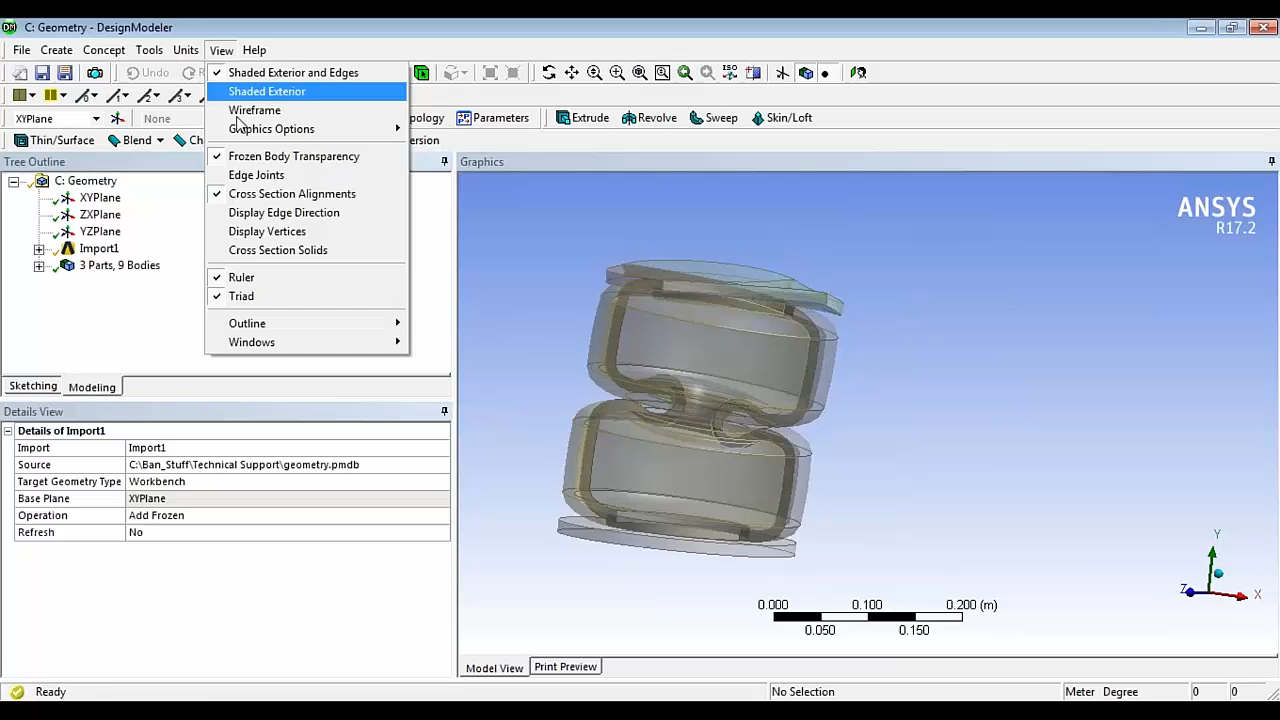 C: Geometry - DesignModeler
File Create Concept Tools Units View Help
Undo
XYPlane None Parameters Extrude Revolve Sweep Skin/Loft
Thin/Surface Blend
Shaded Exterior and Edges
Shaded Exterior
Wireframe
Graphics Options
Frozen Body Transparency
Edge Joints
Cross Section Alignments
Display Edge Direction
Display Vertices
Cross Section Solids
Ruler
Triad
Outline
Windows
Tree Outline
C: Geometry
XYPlane
ZXPlane
YZPlane
Import1
3 Parts, 9 Bodies
Sketching Modeling
Details View
Details of Import1
Import Import1
Source C:\Ban_Stuff\Technical Support\geometry.pmdb
Target Geometry Type Workbench
Base Plane XYPlane
Operation Add Frozen
Refresh No
Graphics
ANSYS
R17.2
Y
Z
X
0.000 0.100 0.200 (m)
0.050 0.150
Model View Print Preview
Ready No Selection Meter Degree 0 0